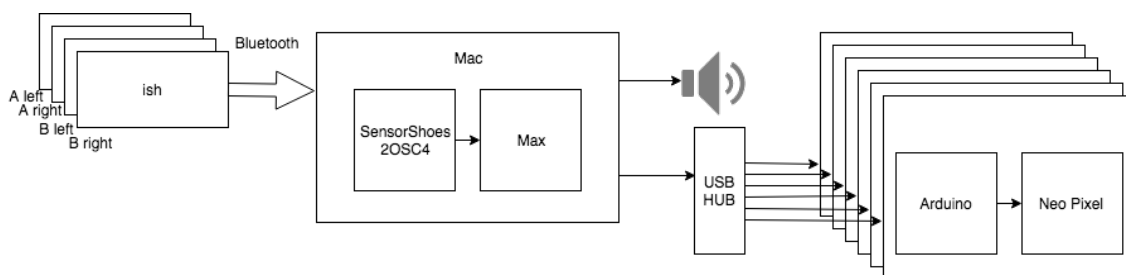 Bluetooth
Mac
ish
A left
A right
B left
B right
SensorShoes
2OSC4
Max
USB
HUB
Arduino
Neo Pixel